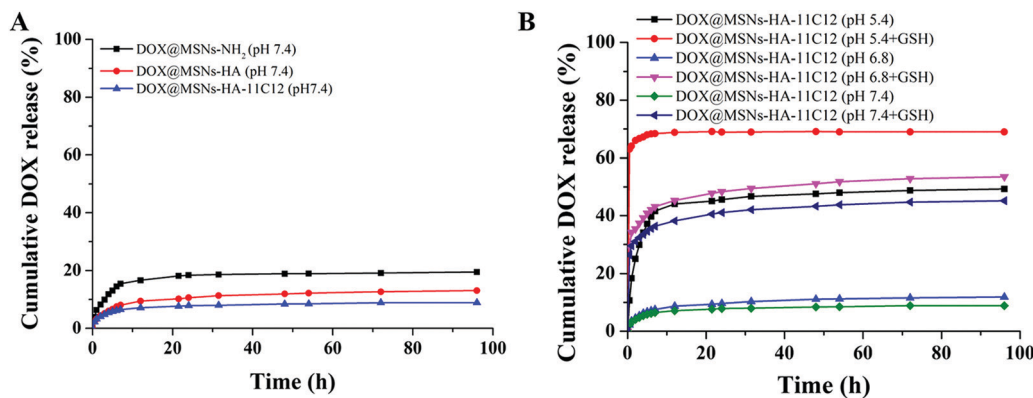 A
Cumulative DOX release (%)
100
80
60
40
20
0
DOX@MSNs-NH₂ (pH 7.4)
DOX@MSNs-HA (pH 7.4)
DOX@MSNs-HA-11C12 (pH7.4)
0 20 40 60 80 100
Time (h)
B
Cumulative DOX release (%)
100
80
60
40
20
0
DOX@MSNs-HA-11C12 (pH 5.4)
DOX@MSNs-HA-11C12 (pH 5.4+GSH)
DOX@MSNs-HA-11C12 (pH 6.8)
DOX@MSNs-HA-11C12 (pH 6.8+GSH)
DOX@MSNs-HA-11C12 (pH 7.4)
DOX@MSNs-HA-11C12 (pH 7.4+GSH)
0 20 40 60 80 100
Time (h)